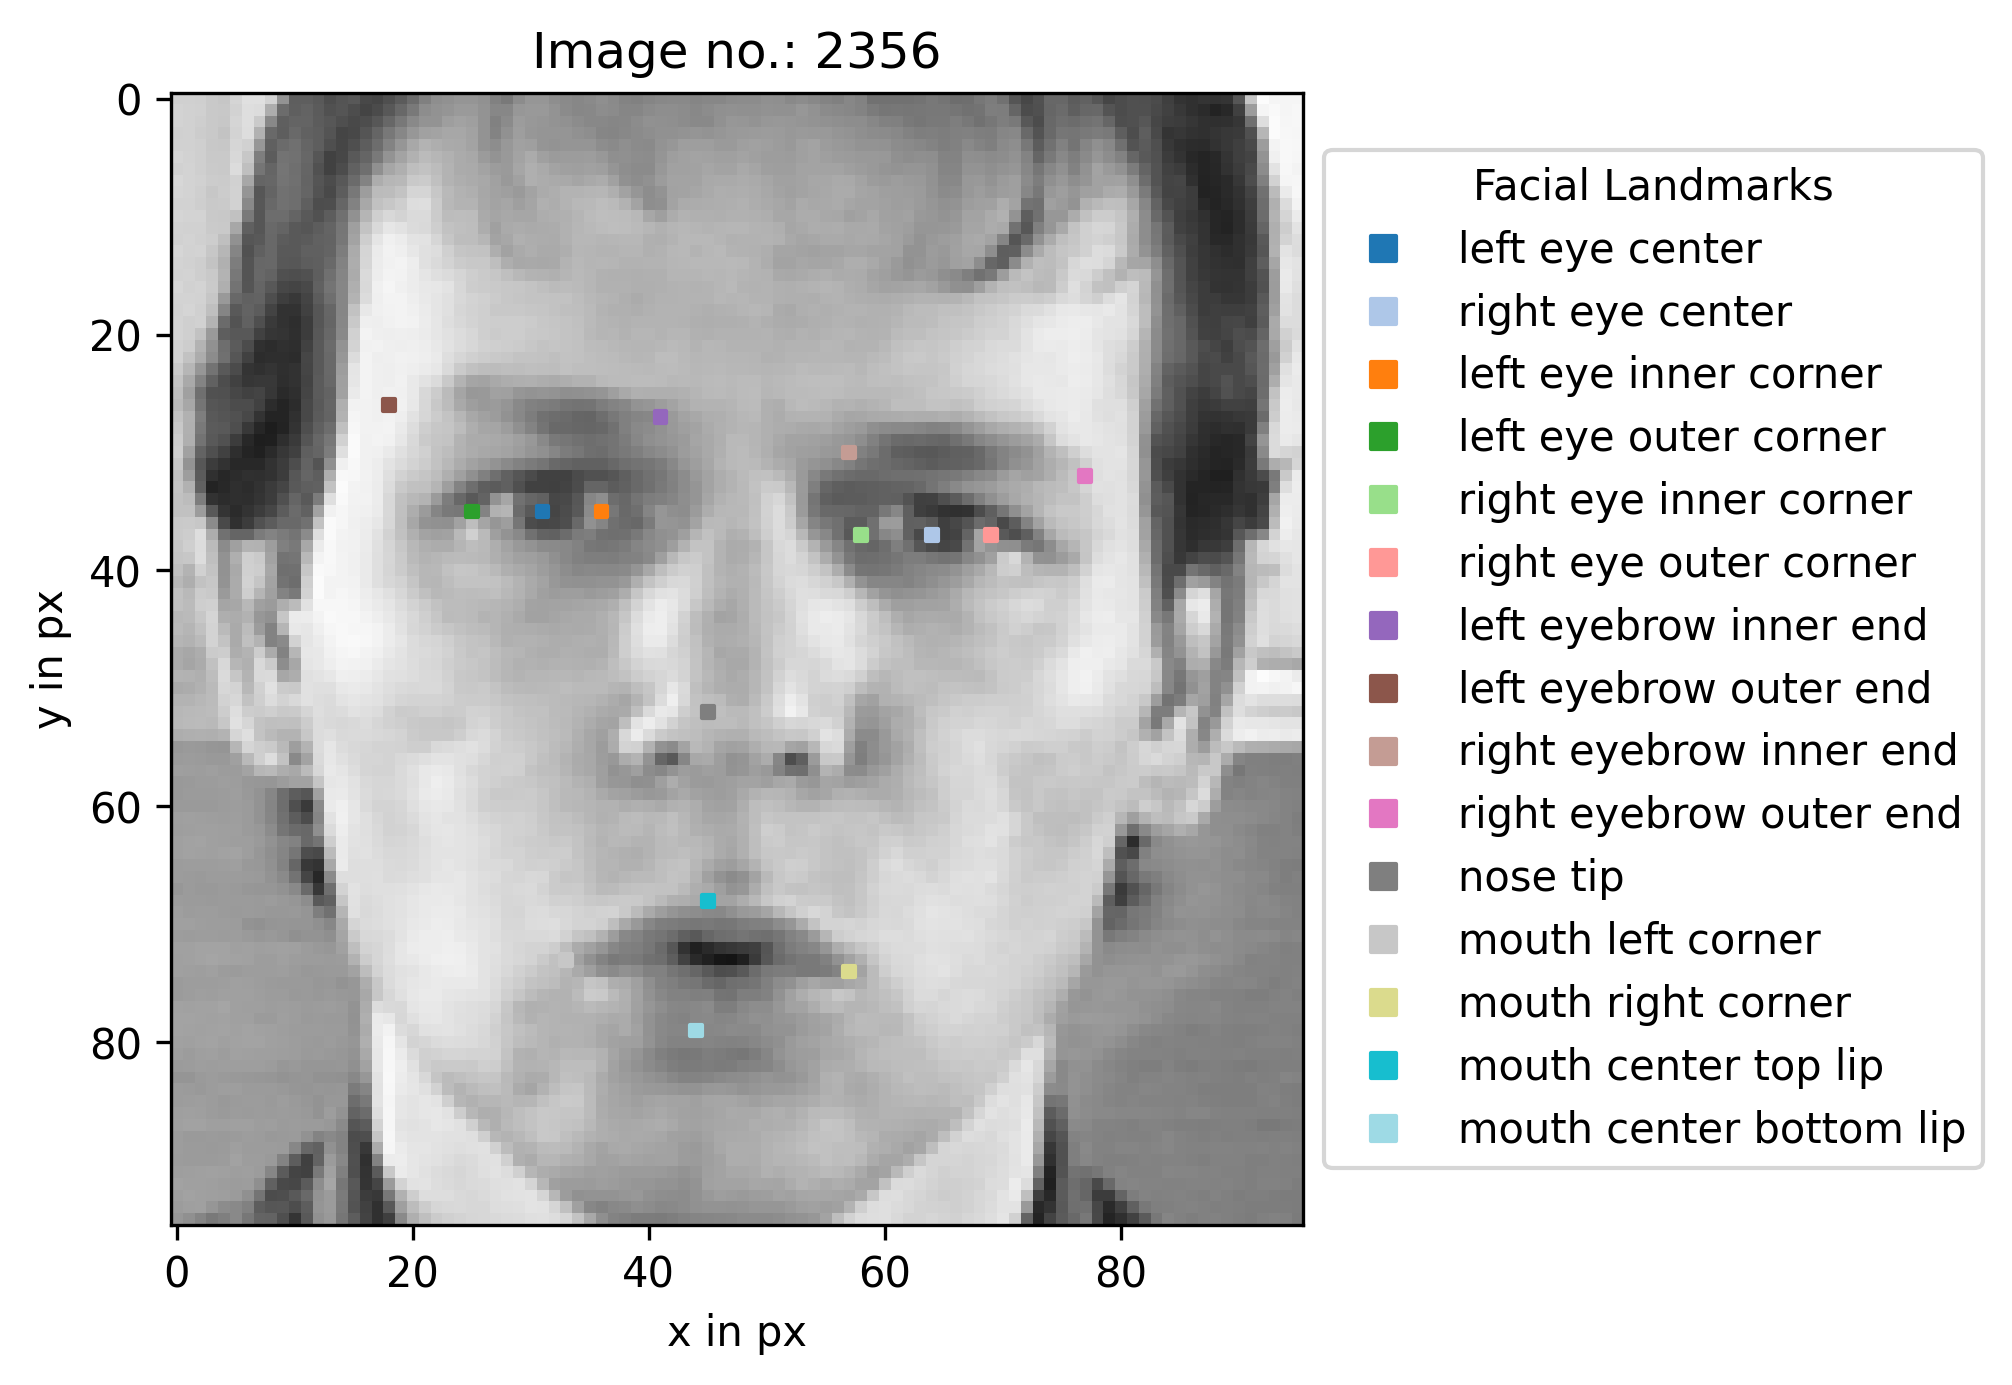 Image no.: 2356
0
20
40
60
80
y in px
0 20 40 60 80
x in px
Facial Landmarks
left eye center
right eye center
left eye inner corner
left eye outer corner
right eye inner corner
right eye outer corner
left eyebrow inner end
left eyebrow outer end
right eyebrow inner end
right eyebrow outer end
nose tip
mouth left corner
mouth right corner
mouth center top lip
mouth center bottom lip